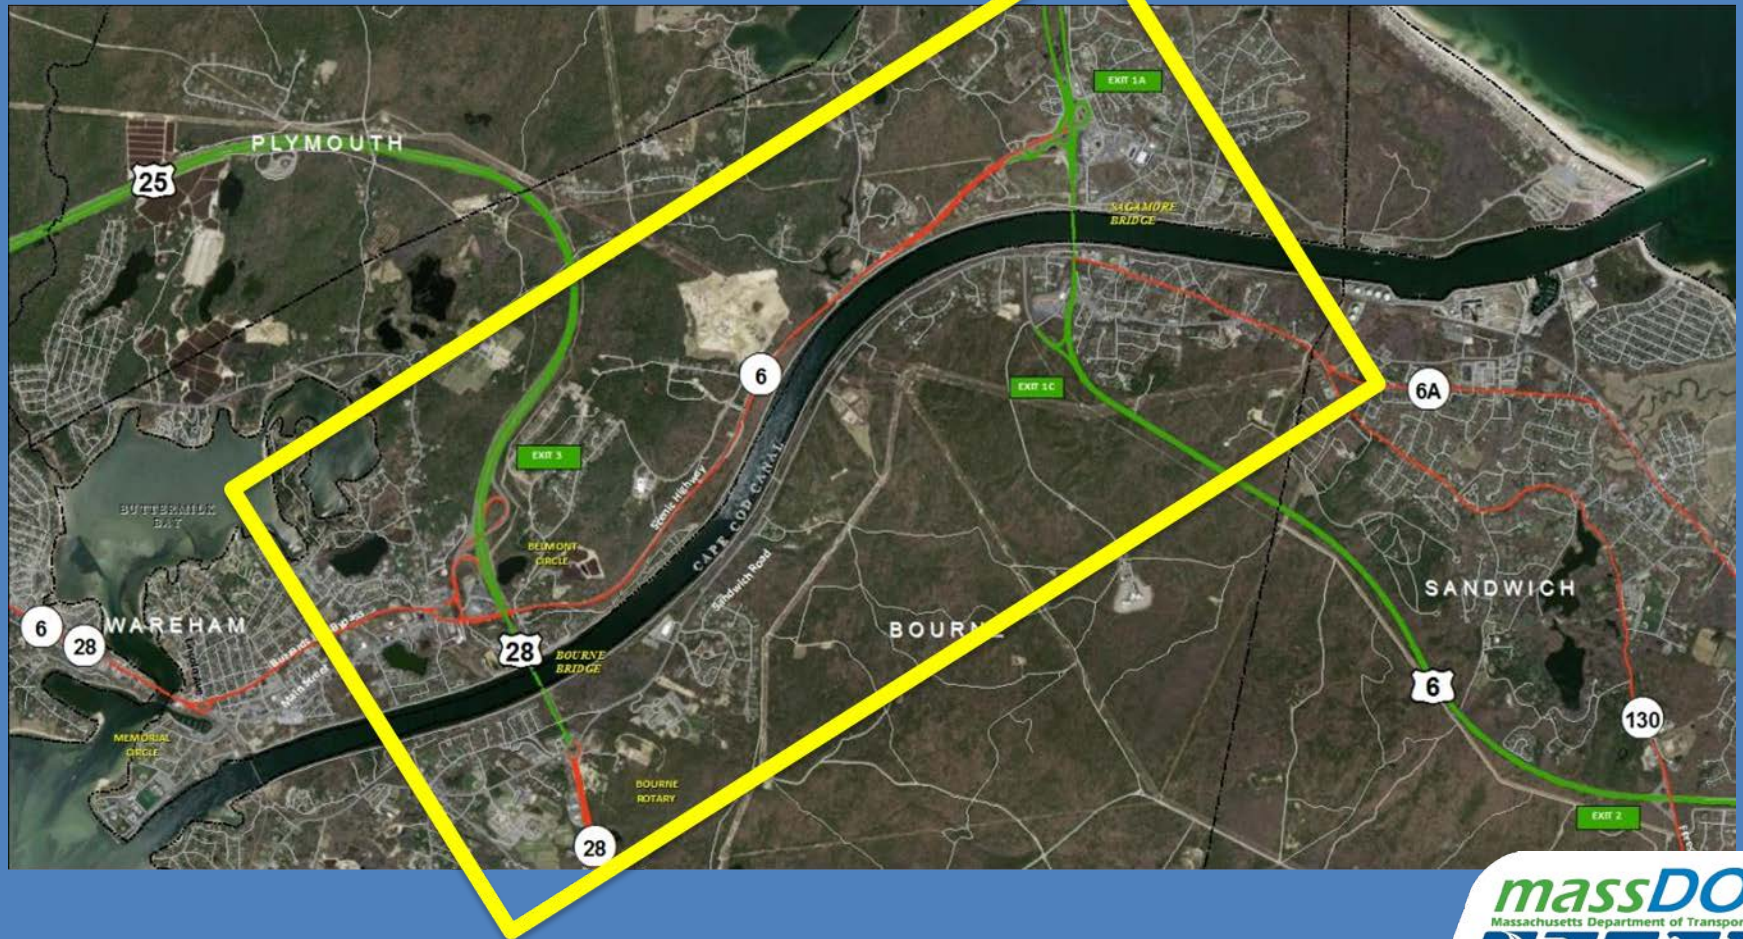 EXIT 1A
PLYMOUTH
25
SAGAMORE
BRIDGE
6
EXIT 1C
6A
EXIT 3
Scenic Highway
CAPE COD CANAL
BUTTERMILK
BAY
BELMONT
CIRCLE
Sandwich Road
SANDWICH
6
28
WAREHAM
Bypass
Main Street
28
BOURNE
BRIDGE
BOURN
6
130
MEMORIAL
CIRCLE
BOURNE
ROTARY
EXIT 2
28
massDO
Massachusetts Department of Transpor